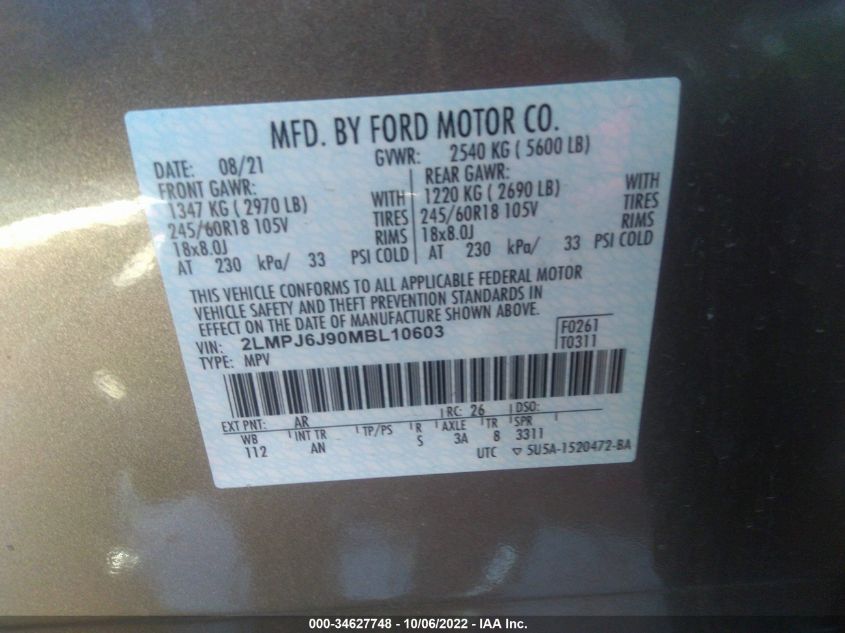 MFD. BY FORD MOTOR CO.
DATE: 08/21 GVWR: 2540 KG ( 5600 LB)
FRONT GAWR: REAR GAWR:
1347 KG ( 2970 LB) WITH 1220 KG ( 2690 LB) WITH
245/60R18 105V TIRES 245/60R18 105V TIRES
18x8.0J RIMS 18x8.0J RIMS
AT 230 kPa/ 33 PSI COLD AT 230 kPa/ 33 PSI COLD
THIS VEHICLE CONFORMS TO ALL APPLICABLE FEDERAL MOTOR
VEHICLE SAFETY AND THEFT PREVENTION STANDARDS IN
EFFECT ON THE DATE OF MANUFACTURE SHOWN ABOVE.
VIN: 2LMPJ6J90MBL10603 F0261
TYPE: MPV T0311
EXT PNT: AR RC: 26 DSO:
WB INT TR TP/PS R AXLE TR SPR
112 AN S 3A 8 3311
UTC ▽ SU5A-1520472-BA
000-34627748 - 10/06/2022 - IAA Inc.